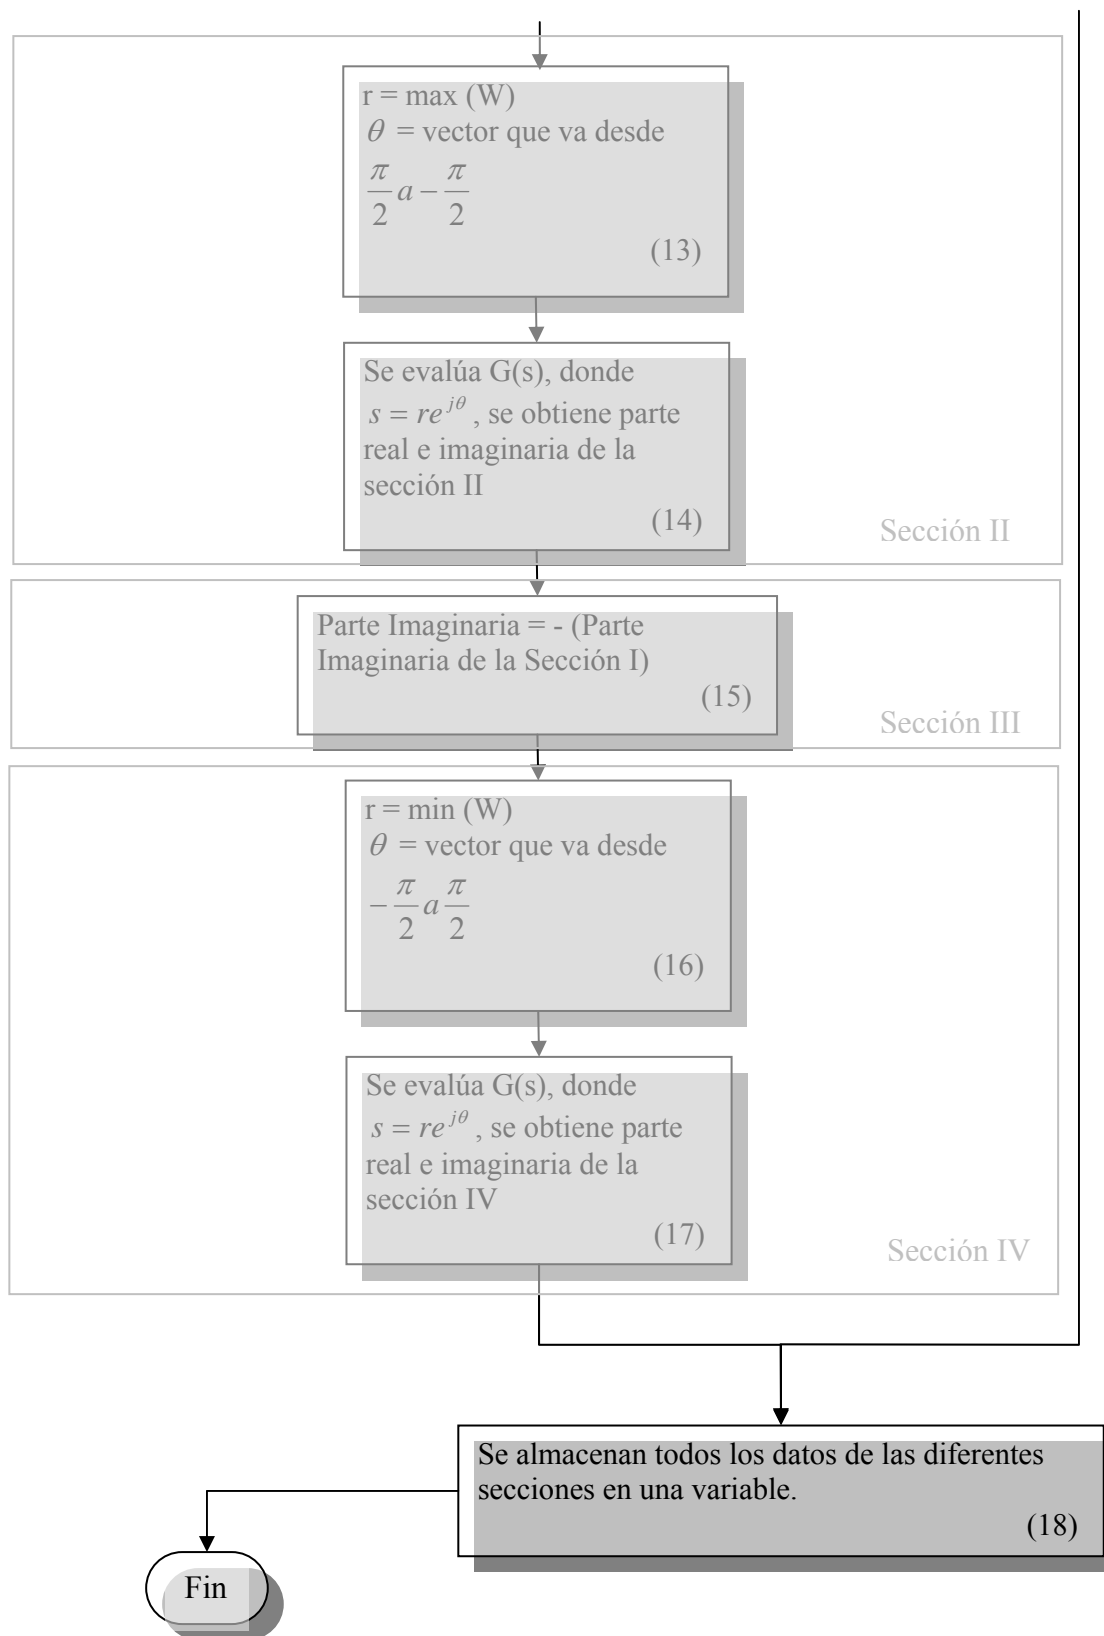 r = max (W)
θ = vector que va desde
π/2 a − π/2
(13)
Se evalúa G(s), donde
s = re^{jθ} , se obtiene parte
real e imaginaria de la
sección II
(14)
Sección II
Parte Imaginaria = - (Parte
Imaginaria de la Sección I)
(15)
Sección III
r = min (W)
θ = vector que va desde
− π/2 a π/2
(16)
Se evalúa G(s), donde
s = re^{jθ} , se obtiene parte
real e imaginaria de la
sección IV
(17)
Sección IV
Se almacenan todos los datos de las diferentes
secciones en una variable.
(18)
Fin